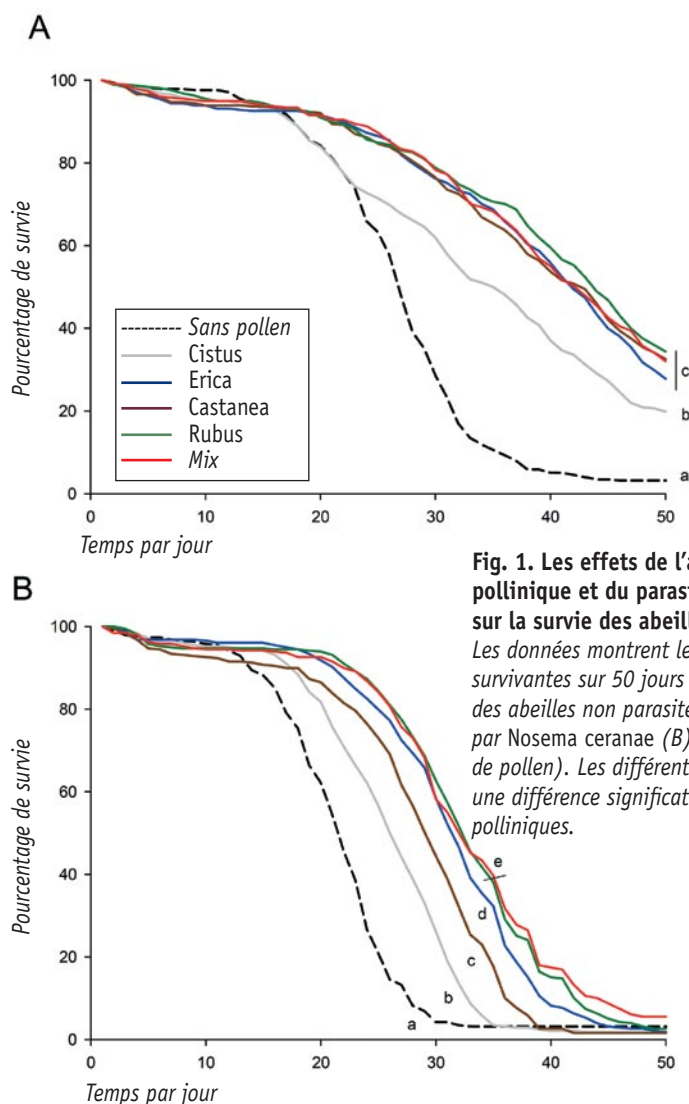 A
Pourcentage de survie
100
80
60
40
20
0
Sans pollen
Cistus
Erica
Castanea
Rubus
Mix
c
b
a
0
10
20
30
40
50
Temps par jour
Fig. 1. Les effets de l'a
pollinique et du parasit
sur la survie des abeill
Les données montrent le
survivantes sur 50 jours
des abeilles non parasité
par Nosema ceranae (B)
de pollen). Les différent
une différence significat
polliniques.
B
Pourcentage de survie
100
80
60
40
20
0
e
d
c
b
a
0
10
20
30
40
50
Temps par jour